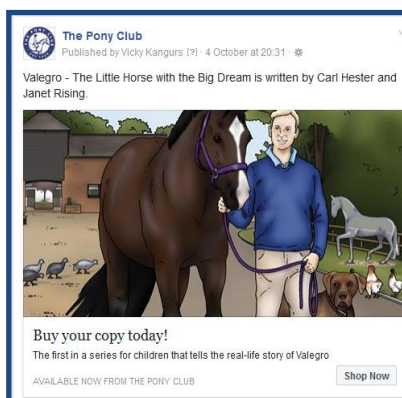 The Pony Club
Published by Vicky Kangurs [?] · 4 October at 20:31 ·
Valegro - The Little Horse with the Big Dream is written by Carl Hester and
Janet Rising.
Buy your copy today!
The first in a series for children that tells the real-life story of Valegro
AVAILABLE NOW FROM THE PONY CLUB
Shop Now